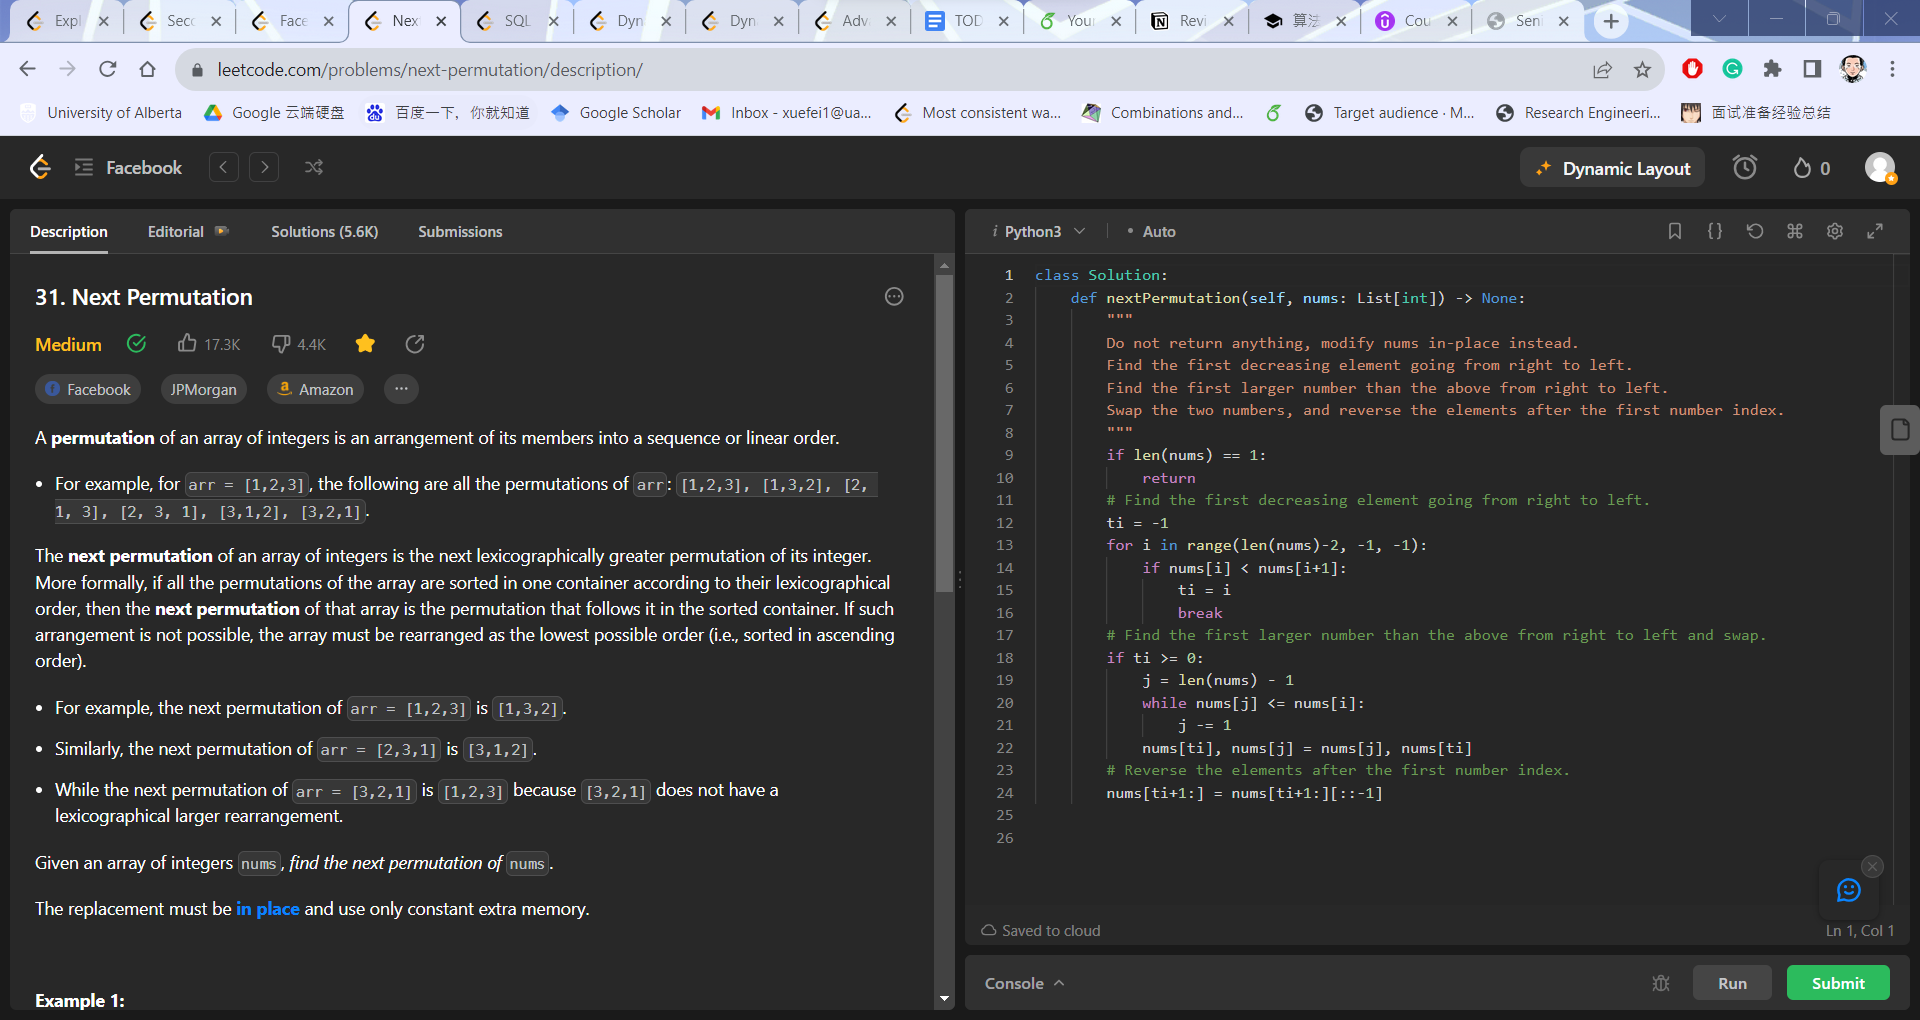 Expl
Secc
Face
Nex
SQL
Dyn
Dyn
Adv
TOD
Your
Revi
算法
Cou
Seni
leetcode.com/problems/next-permutation/description/
University of Alberta
Google 云端硬盘
百度一下，你就知道
Google Scholar
Inbox - xuefei1@ua...
Most consistent wa...
Combinations and...
Target audience · M...
Research Engineeri...
面试准备经验总结
Facebook
Dynamic Layout
0
Description
Editorial
Solutions (5.6K)
Submissions
31. Next Permutation
Medium
17.3K
4.4K
Facebook
JPMorgan
Amazon
A permutation of an array of integers is an arrangement of its members into a sequence or linear order.
• For example, for arr = [1,2,3], the following are all the permutations of arr: [1,2,3], [1,3,2], [2,
1, 3], [2, 3, 1], [3,1,2], [3,2,1].
The next permutation of an array of integers is the next lexicographically greater permutation of its integer.
More formally, if all the permutations of the array are sorted in one container according to their lexicographical
order, then the next permutation of that array is the permutation that follows it in the sorted container. If such
arrangement is not possible, the array must be rearranged as the lowest possible order (i.e., sorted in ascending
order).
• For example, the next permutation of arr = [1,2,3] is [1,3,2].
• Similarly, the next permutation of arr = [2,3,1] is [3,1,2].
• While the next permutation of arr = [3,2,1] is [1,2,3] because [3,2,1] does not have a
lexicographical larger rearrangement.
Given an array of integers nums, find the next permutation of nums.
The replacement must be in place and use only constant extra memory.
Example 1:
i Python3
• Auto
1 class Solution:
2 def nextPermutation(self, nums: List[int]) -> None:
3 """
4 Do not return anything, modify nums in-place instead.
5 Find the first decreasing element going from right to left.
6 Find the first larger number than the above from right to left.
7 Swap the two numbers, and reverse the elements after the first number index.
8 """
9 if len(nums) == 1:
10 return
11 # Find the first decreasing element going from right to left.
12 ti = -1
13 for i in range(len(nums)-2, -1, -1):
14 if nums[i] < nums[i+1]:
15 ti = i
16 break
17 # Find the first larger number than the above from right to left and swap.
18 if ti >= 0:
19 j = len(nums) - 1
20 while nums[j] <= nums[i]:
21 j -= 1
22 nums[ti], nums[j] = nums[j], nums[ti]
23 # Reverse the elements after the first number index.
24 nums[ti+1:] = nums[ti+1:][::-1]
25
26
Saved to cloud
Ln 1, Col 1
Console
Run
Submit